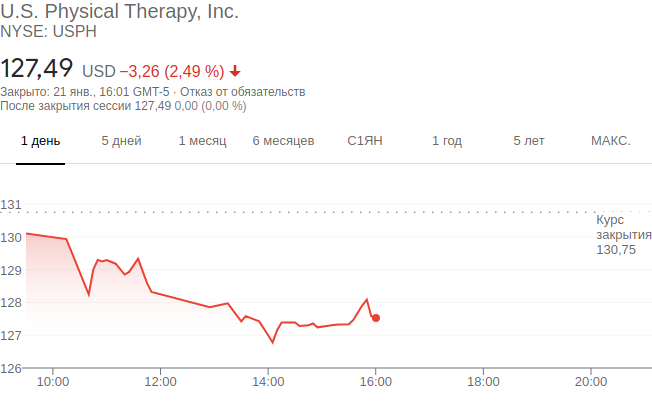 U.S. Physical Therapy, Inc.
NYSE: USPH
127,49 USD −3,26 (2,49 %)
Закрыто: 21 янв., 16:01 GMT-5 · Отказ от обязательств
После закрытия сессии 127,49 0,00 (0,00 %)
1 день 5 дней 1 месяц 6 месяцев С1ЯН 1 год 5 лет МАКС.
131
Курс
закрытия
130,75
130
129
128
127
126
10:00 12:00 14:00 16:00 18:00 20:00